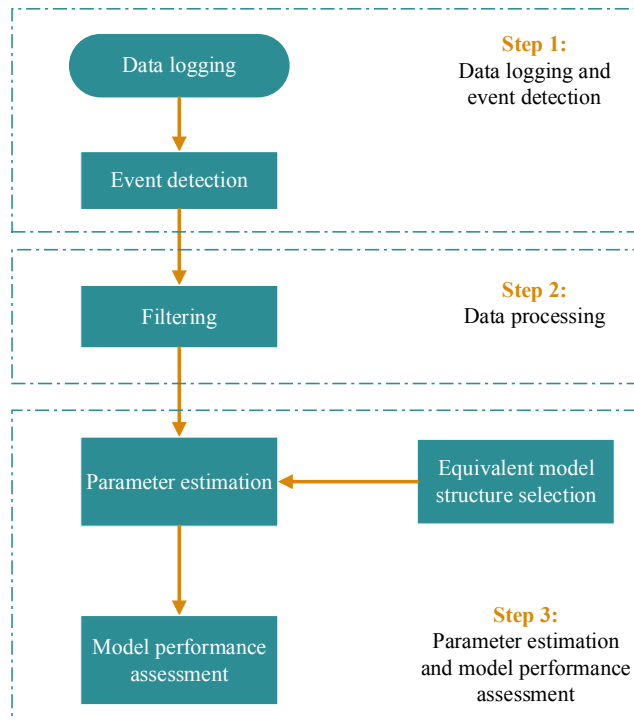 Data logging
Step 1:
Data logging and
event detection
Event detection
Filtering
Step 2:
Data processing
Parameter estimation
Equivalent model
structure selection
Model performance
assessment
Step 3:
Parameter estimation
and model performance
assessment